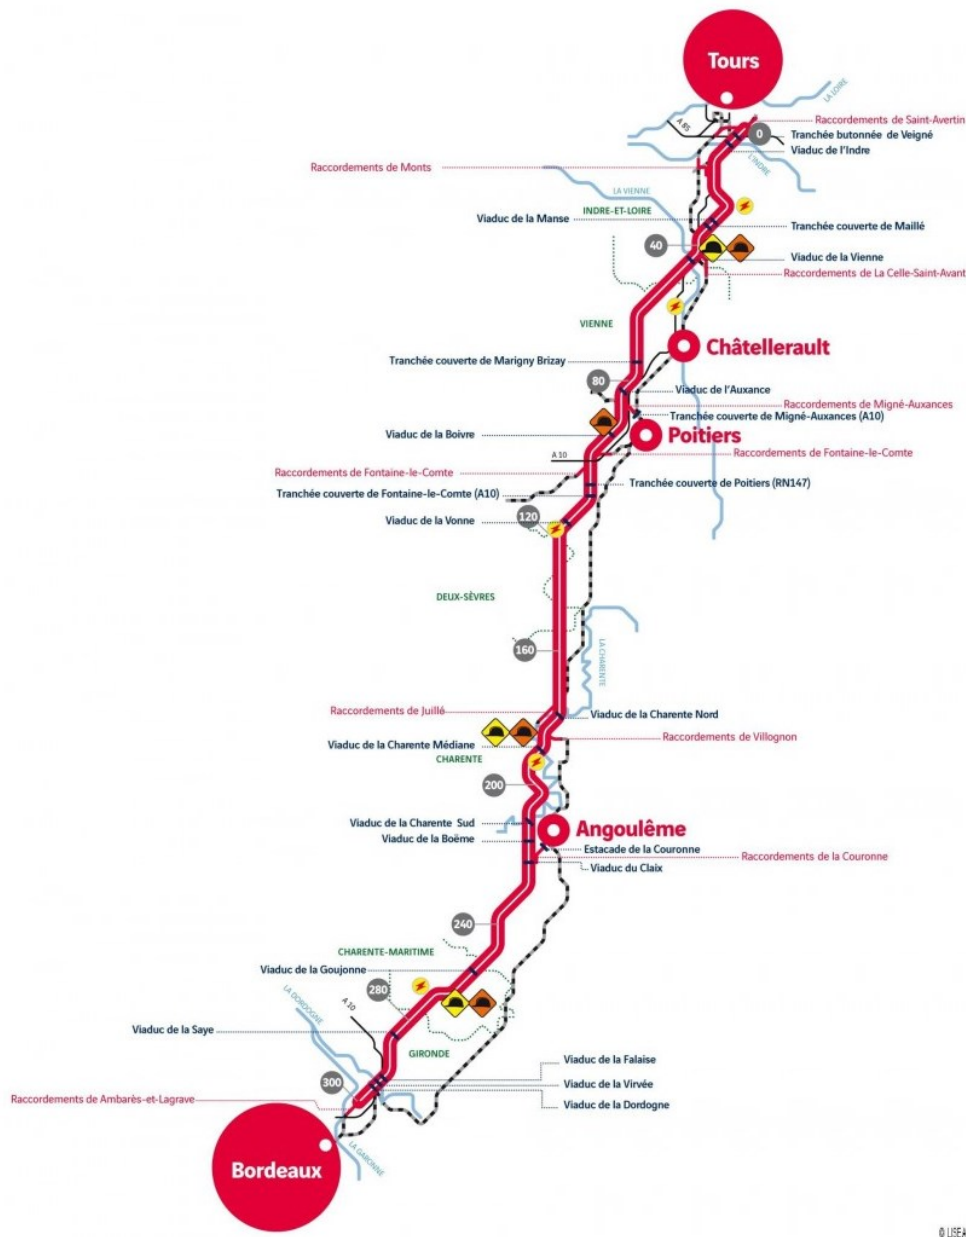 Tours
LA LOIRE
Raccordements de Saint-Avertin
A 85
0
Tranchée butonnée de Veigné
Viaduc de l'Indre
L'INDRE
Raccordements de Monts
LA VIENNE
INDRE-ET-LOIRE
Viaduc de la Manse
Tranchée couverte de Maillé
40
Viaduc de la Vienne
Raccordements de La Celle-Saint-Avant
VIENNE
Châtellerault
Tranchée couverte de Marigny Brizay
80
Viaduc de l'Auxance
Raccordements de Migné-Auxances
Tranchée couverte de Migné-Auxances (A10)
Viaduc de la Boivre
Poitiers
A 10
Raccordements de Fontaine-le-Comte
Raccordements de Fontaine-le-Comte
Tranchée couverte de Poitiers (RN147)
Tranchée couverte de Fontaine-le-Comte (A10)
120
Viaduc de la Vonne
DEUX-SÈVRES
160
LA CHARENTE
Raccordements de Juillé
Viaduc de la Charente Nord
Raccordements de Villognon
Viaduc de la Charente Médiane
CHARENTE
200
Viaduc de la Charente Sud
Angoulême
Viaduc de la Boëme
Estacade de la Couronne
Raccordements de la Couronne
Viaduc du Claix
240
CHARENTE-MARITIME
Viaduc de la Goujonne
280
LA DORDOGNE
A 10
Viaduc de la Saye
GIRONDE
Viaduc de la Falaise
300
Viaduc de la Virvée
Raccordements de Ambarès-et-Lagrave
Viaduc de la Dordogne
LA GARONNE
Bordeaux
© LISEA